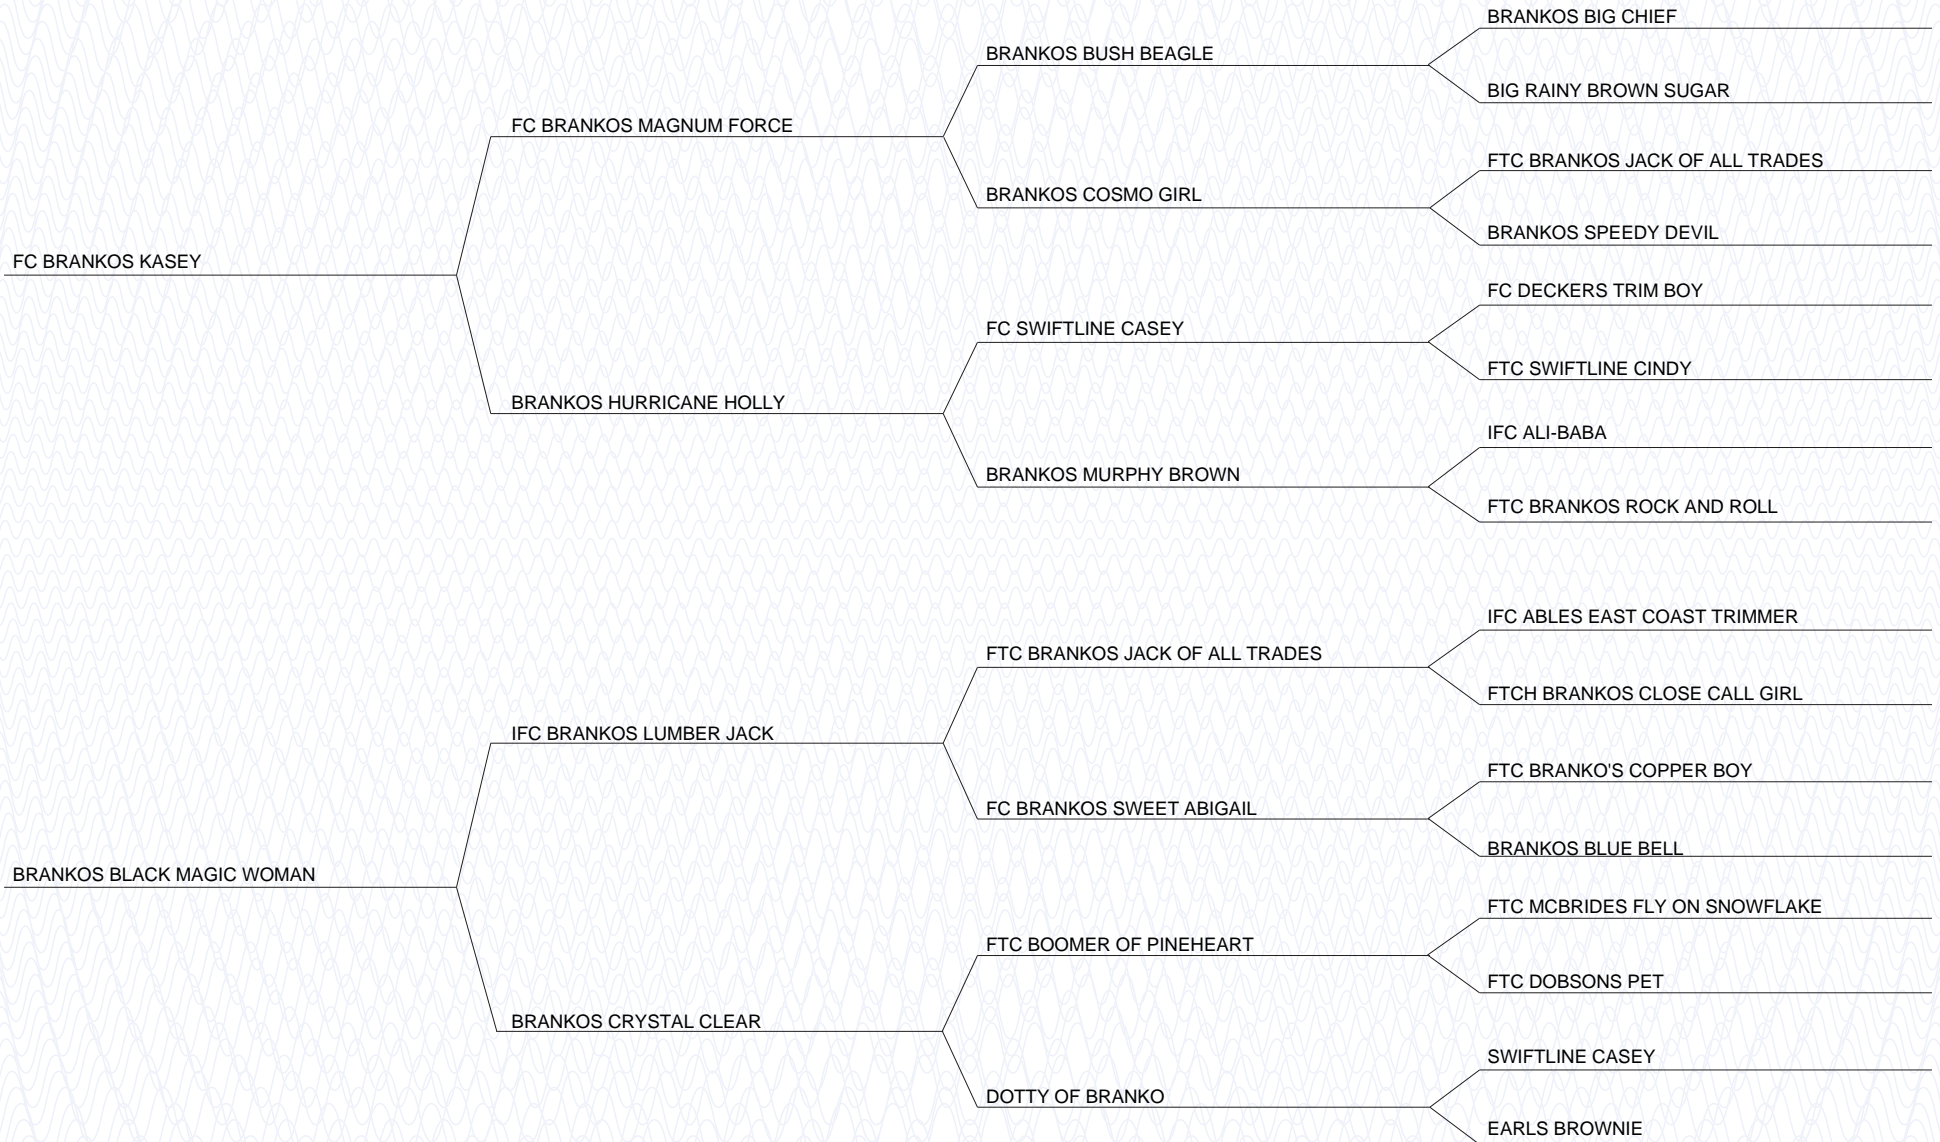 BRANKOS BIG CHIEF
BRANKOS BUSH BEAGLE
BIG RAINY BROWN SUGAR
FC BRANKOS MAGNUM FORCE
FTC BRANKOS JACK OF ALL TRADES
BRANKOS COSMO GIRL
BRANKOS SPEEDY DEVIL
FC BRANKOS KASEY
FC DECKERS TRIM BOY
FC SWIFTLINE CASEY
FTC SWIFTLINE CINDY
BRANKOS HURRICANE HOLLY
IFC ALI-BABA
BRANKOS MURPHY BROWN
FTC BRANKOS ROCK AND ROLL
IFC ABLES EAST COAST TRIMMER
FTC BRANKOS JACK OF ALL TRADES
FTCH BRANKOS CLOSE CALL GIRL
IFC BRANKOS LUMBER JACK
FTC BRANKO'S COPPER BOY
FC BRANKOS SWEET ABIGAIL
BRANKOS BLUE BELL
BRANKOS BLACK MAGIC WOMAN
FTC MCBRIDES FLY ON SNOWFLAKE
FTC BOOMER OF PINEHEART
FTC DOBSONS PET
BRANKOS CRYSTAL CLEAR
SWIFTLINE CASEY
DOTTY OF BRANKO
EARLS BROWNIE